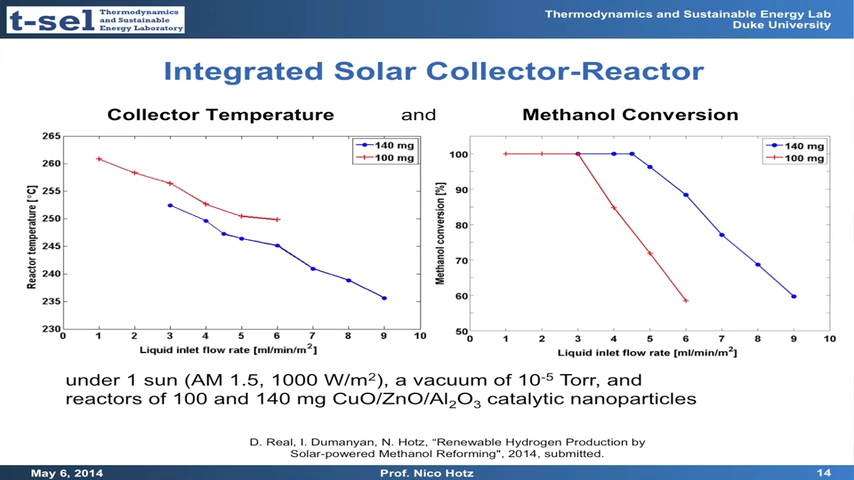 t-sel Thermodynamics
and Sustainable
Energy Laboratory
Thermodynamics and Sustainable Energy Lab
Duke University
Integrated Solar Collector-Reactor
Collector Temperature and Methanol Conversion
265
260
255
250
245
240
235
230
0 1 2 3 4 5 6 7 8 9 10
Reactor temperature [°C]
Liquid inlet flow rate [ml/min/m²]
140 mg
100 mg
100
90
80
70
60
50
0 1 2 3 4 5 6 7 8 9 10
Methanol conversion [%]
Liquid inlet flow rate [ml/min/m²]
140 mg
100 mg
under 1 sun (AM 1.5, 1000 W/m²), a vacuum of 10⁻⁵ Torr, and
reactors of 100 and 140 mg CuO/ZnO/Al₂O₃ catalytic nanoparticles
D. Real, I. Dumanyan, N. Hotz, "Renewable Hydrogen Production by
Solar-powered Methanol Reforming", 2014, submitted.
May 6, 2014 Prof. Nico Hotz 14